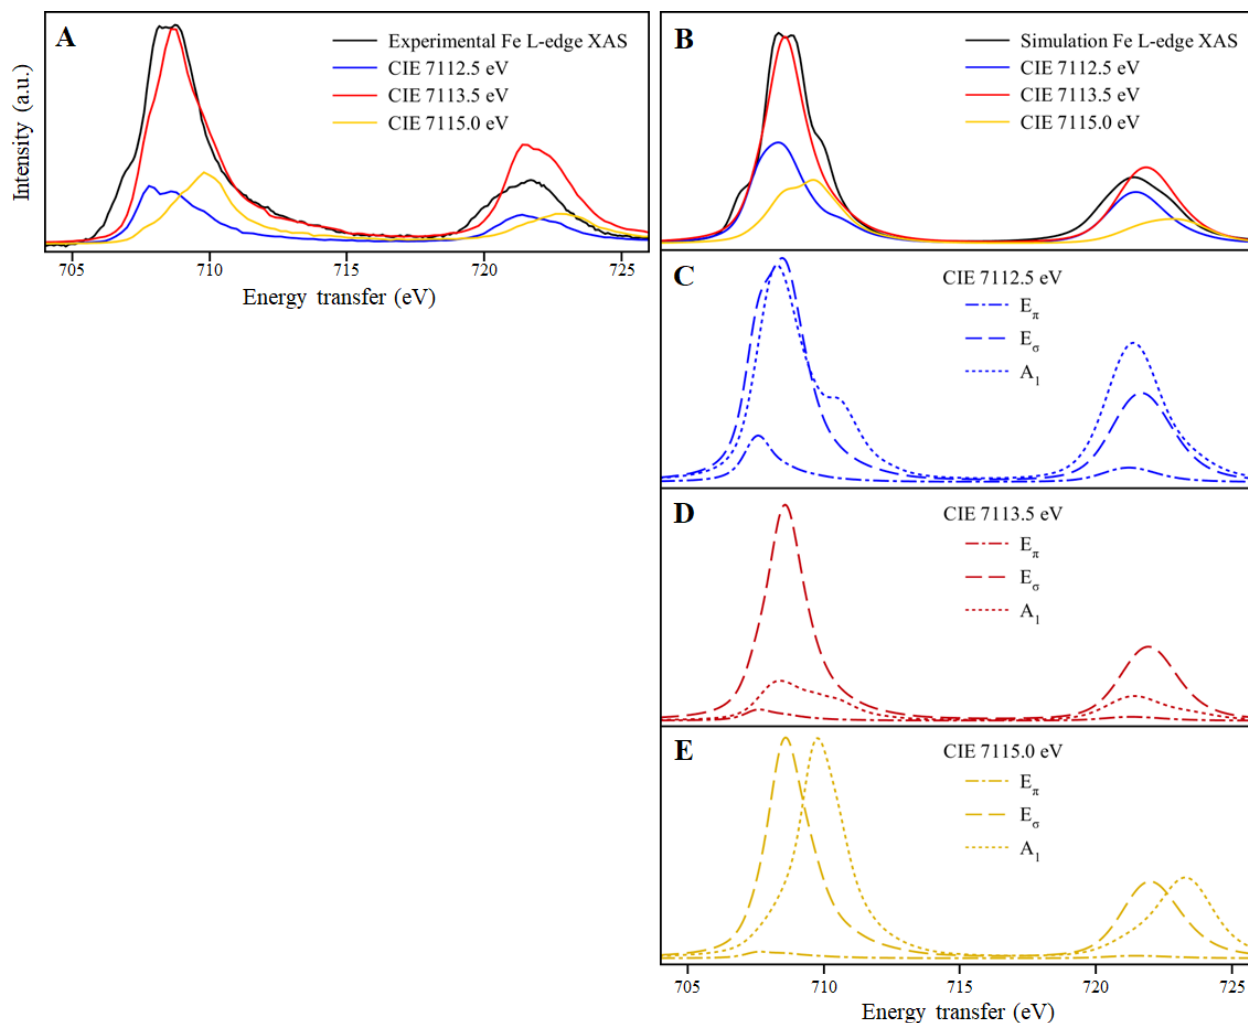 A
Experimental Fe L-edge XAS
CIE 7112.5 eV
CIE 7113.5 eV
CIE 7115.0 eV
Intensity (a.u.)
705 710 715 720 725
Energy transfer (eV)
B
Simulation Fe L-edge XAS
CIE 7112.5 eV
CIE 7113.5 eV
CIE 7115.0 eV
C
CIE 7112.5 eV
Eπ
Eσ
A1
D
CIE 7113.5 eV
Eπ
Eσ
A1
E
CIE 7115.0 eV
Eπ
Eσ
A1
705 710 715 720 725
Energy transfer (eV)